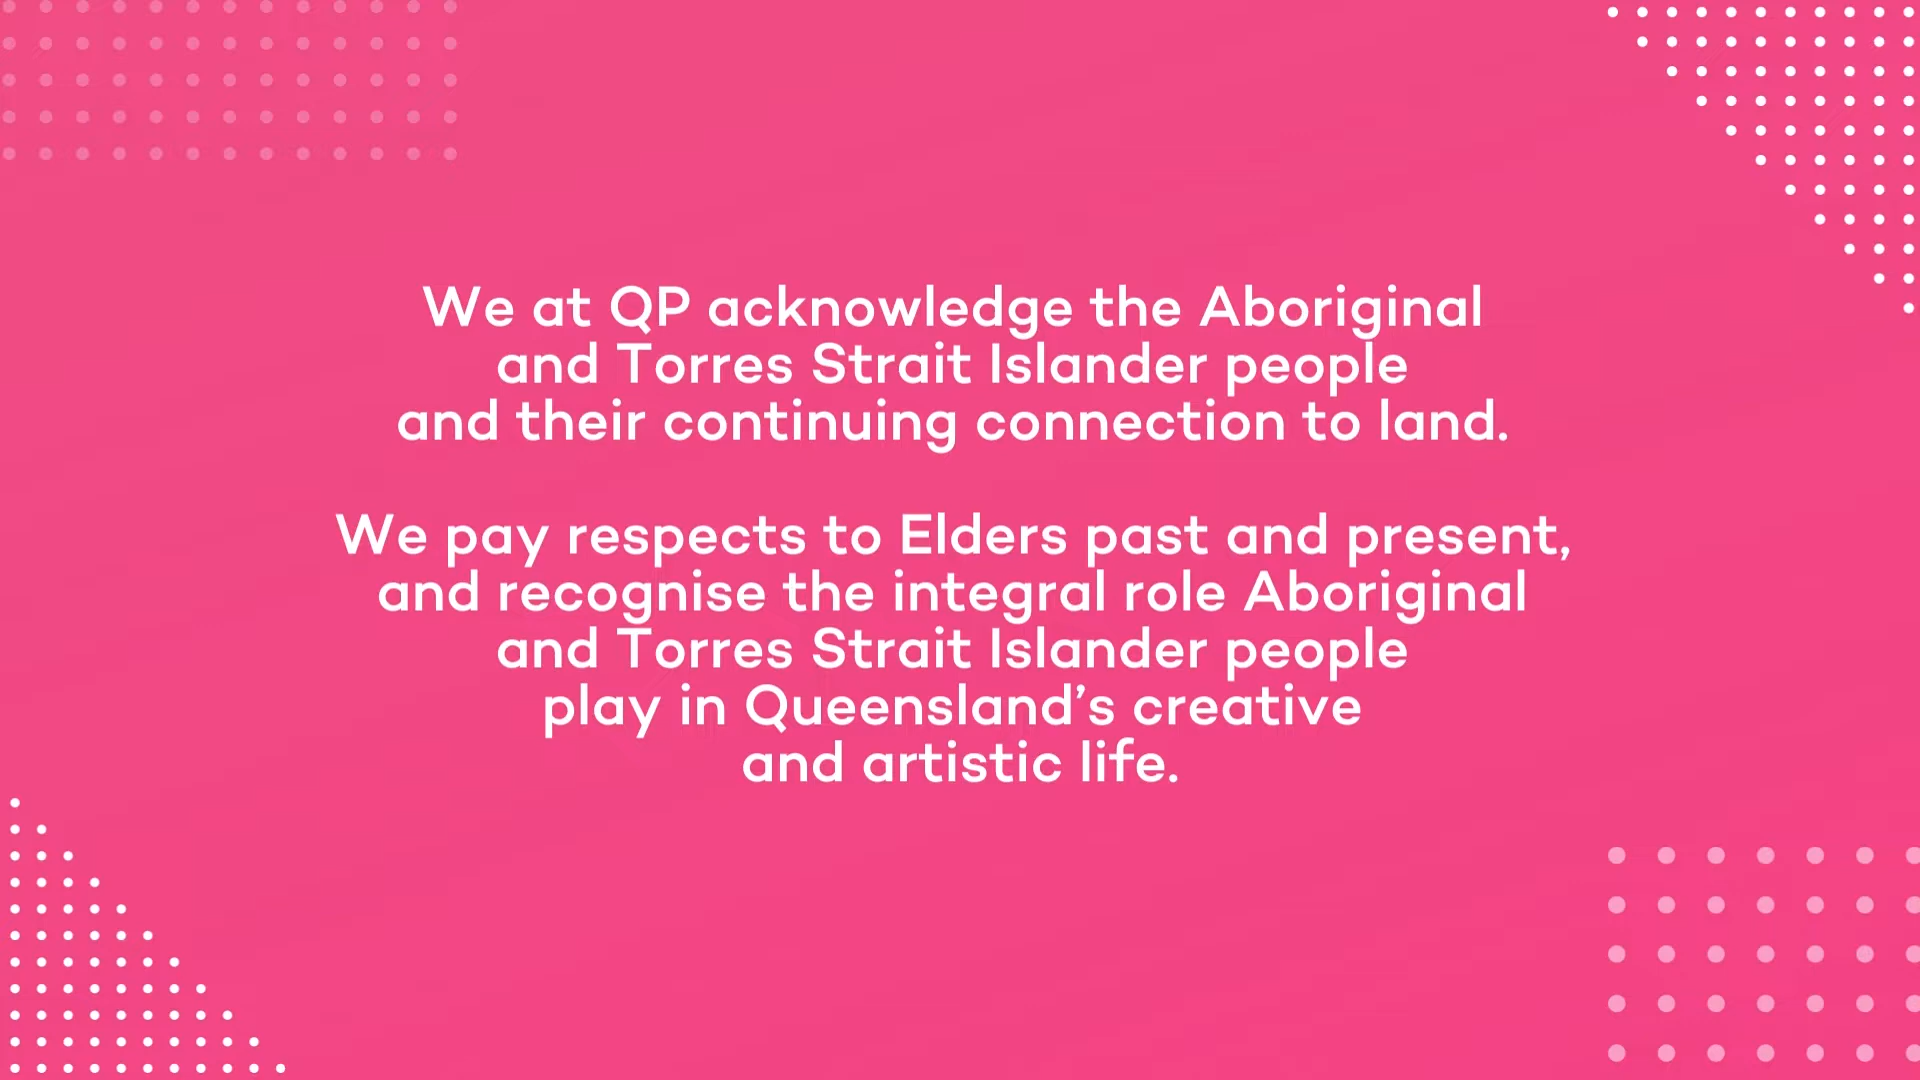 We at QP acknowledge the Aboriginal
and Torres Strait Islander people
and their continuing connection to land.
We pay respects to Elders past and present,
and recognise the integral role Aboriginal
and Torres Strait Islander people
play in Queensland’s creative
and artistic life.